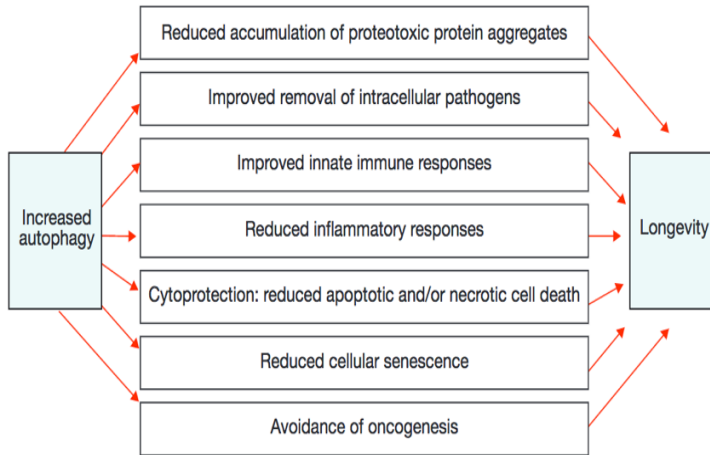 Reduced accumulation of proteotoxic protein aggregates
Improved removal of intracellular pathogens
Improved innate immune responses
Increased
autophagy
Reduced inflammatory responses
Longevity
Cytoprotection: reduced apoptotic and/or necrotic cell death
Reduced cellular senescence
Avoidance of oncogenesis